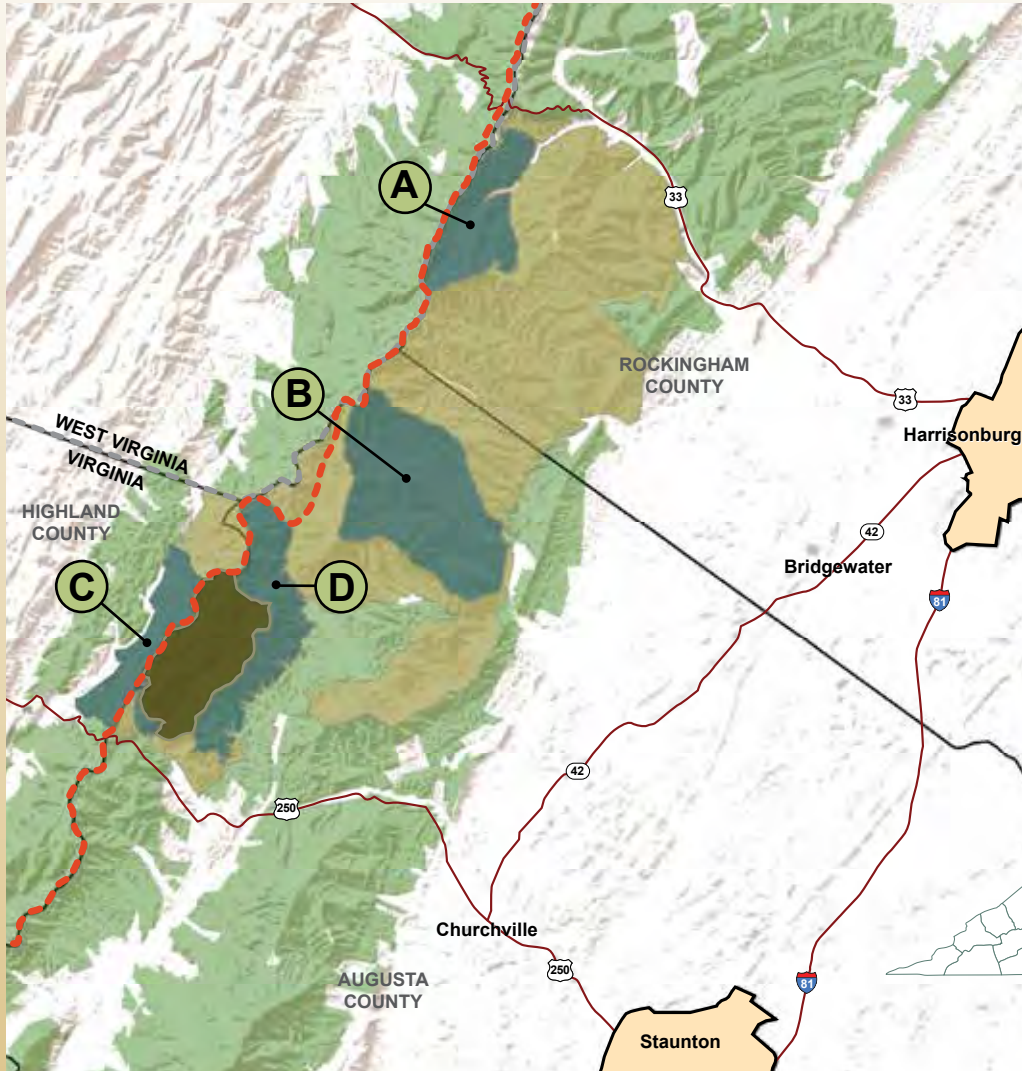 A
33
ROCKINGHAM
COUNTY
B
33
Harrisonburg
WEST VIRGINIA
VIRGINIA
HIGHLAND
COUNTY
42
Bridgewater
C
D
81
42
250
Churchville
250
AUGUSTA
COUNTY
81
Staunton